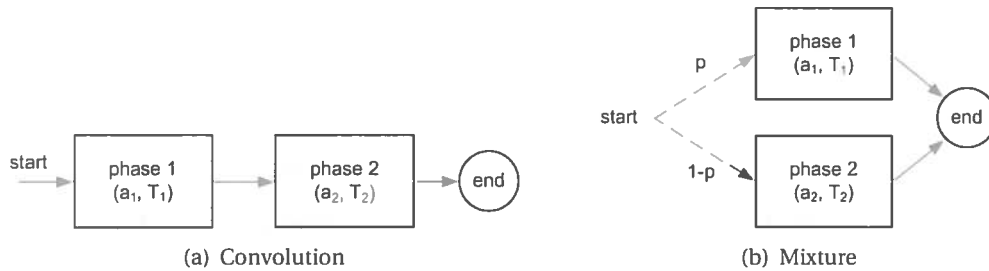 start
phase 1
(a₁, T₁)
phase 2
(a₂, T₂)
end
(a) Convolution
start
p
1-p
phase 1
(a₁, T₁)
phase 2
(a₂, T₂)
end
(b) Mixture